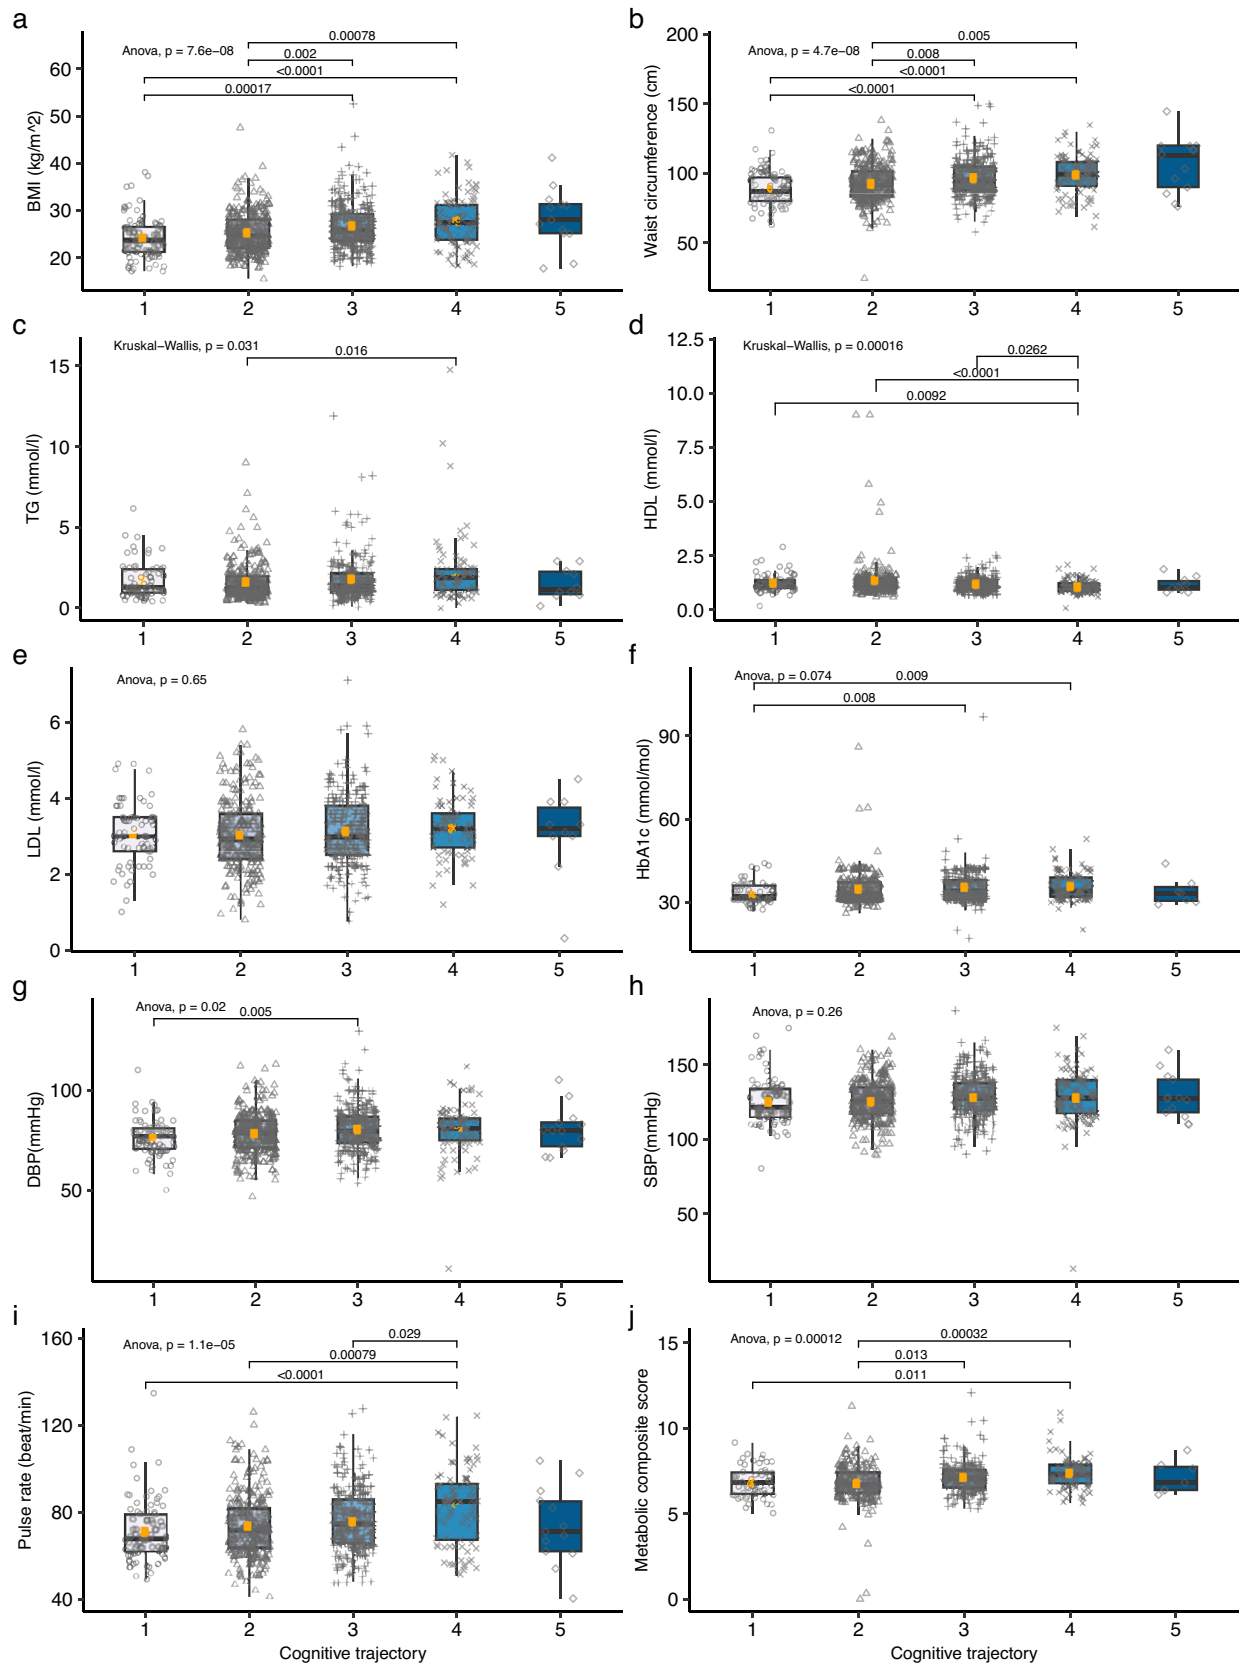 a
Anova, p = 7.6e−08
0.00078
0.002
<0.0001
0.00017
BMI (kg/m^2)
60
50
40
30
20
1 2 3 4 5
b
Anova, p = 4.7e−08
0.005
0.008
<0.0001
<0.0001
Waist circumference (cm)
200
150
100
50
1 2 3 4 5
c
Kruskal−Wallis, p = 0.031
0.016
TG (mmol/l)
15
10
5
0
1 2 3 4 5
d
Kruskal−Wallis, p = 0.00016
0.0262
<0.0001
0.0092
HDL (mmol/l)
12.5
10.0
7.5
5.0
2.5
0.0
1 2 3 4 5
e
Anova, p = 0.65
LDL (mmol/l)
6
4
2
0
1 2 3 4 5
f
Anova, p = 0.074
0.009
0.008
HbA1c (mmol/mol)
90
60
30
1 2 3 4 5
g
Anova, p = 0.02
0.005
DBP(mmHg)
100
50
1 2 3 4 5
h
Anova, p = 0.26
SBP(mmHg)
150
100
50
1 2 3 4 5
i
Anova, p = 1.1e−05
0.029
0.00079
<0.0001
Pulse rate (beat/min)
160
120
80
40
1 2 3 4 5
Cognitive trajectory
j
Anova, p = 0.00012
0.00032
0.013
0.011
Metabolic composite score
15
10
5
0
1 2 3 4 5
Cognitive trajectory